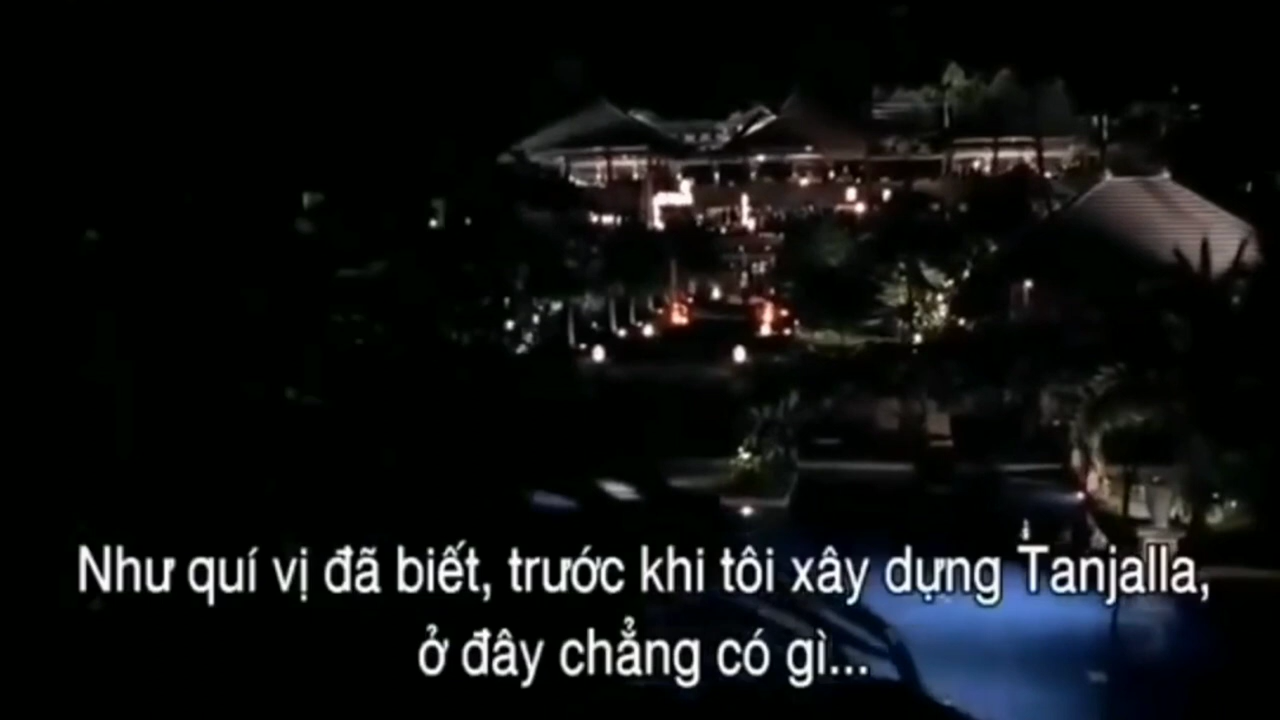 Như quí vị đã biết, trước khi tôi xây dựng Tanjalla,
ở đây chẳng có gì...